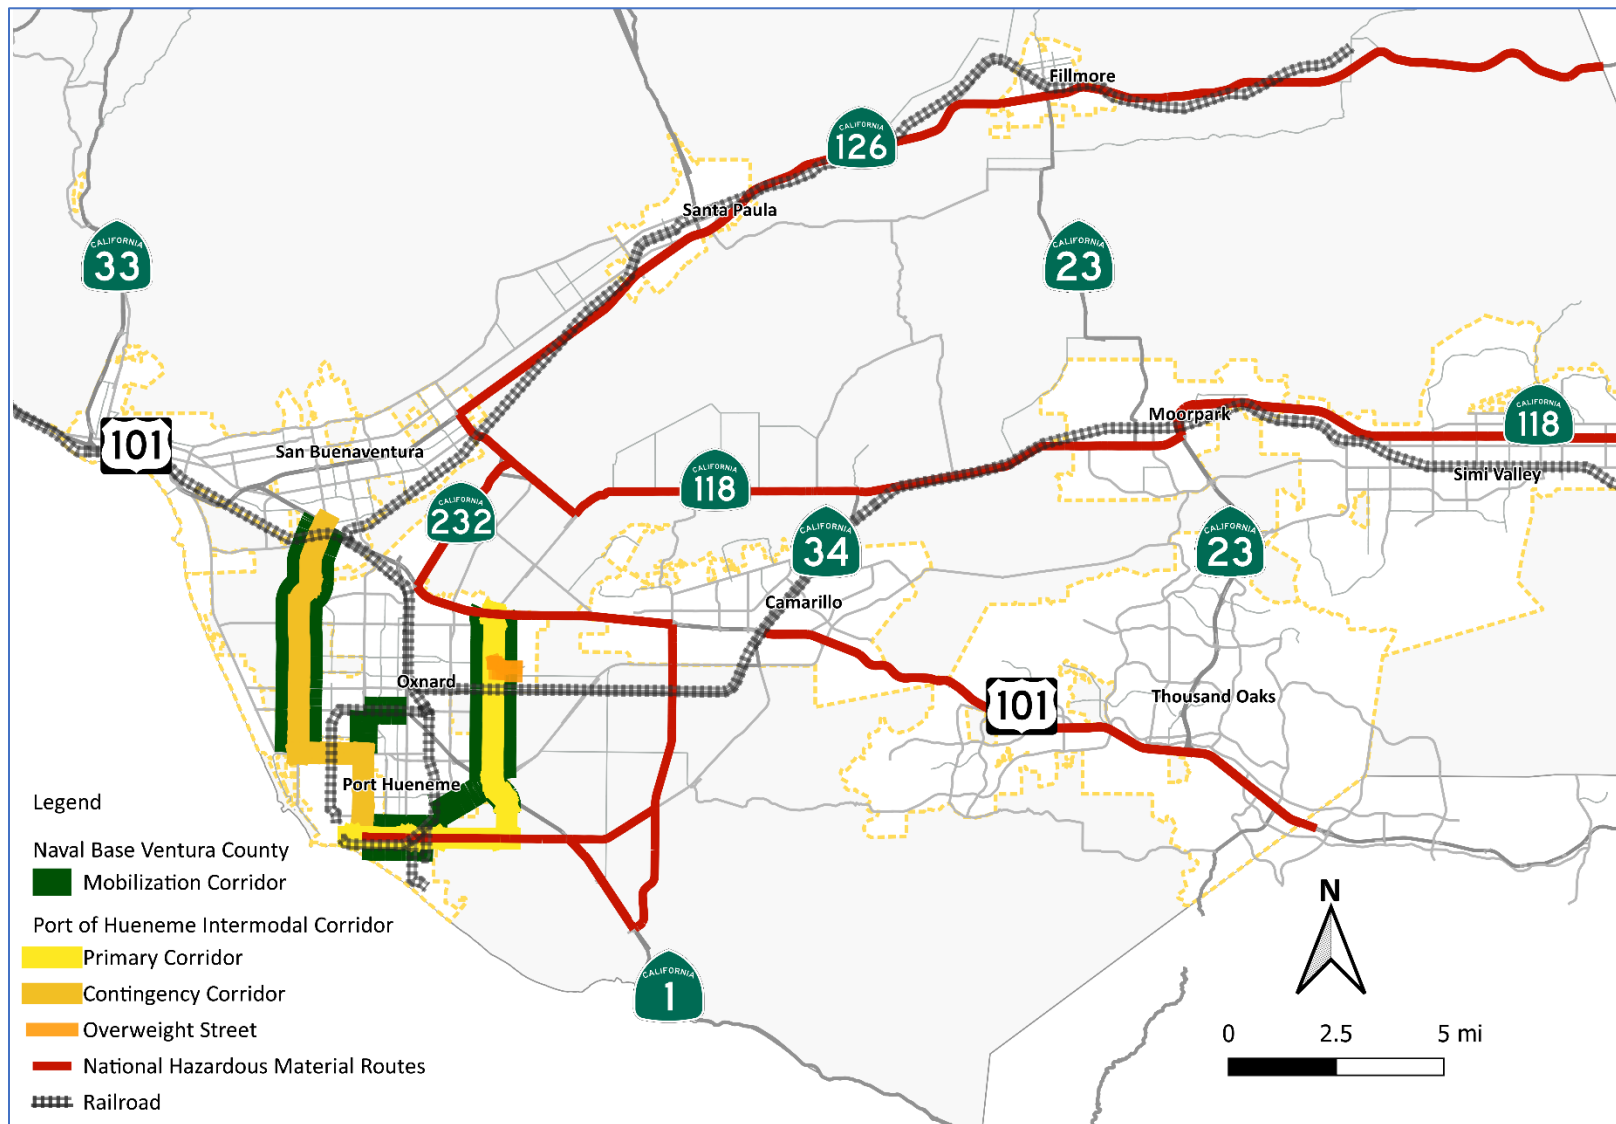 Fillmore
CALIFORNIA
126
Santa Paula
CALIFORNIA
33
CALIFORNIA
23
101
San Buenaventura
Moorpark
CALIFORNIA
118
Simi Valley
CALIFORNIA
118
CALIFORNIA
232
CALIFORNIA
34
CALIFORNIA
23
Camarillo
Oxnard
101
Thousand Oaks
Port Hueneme
Legend
Naval Base Ventura County
Mobilization Corridor
Port of Hueneme Intermodal Corridor
Primary Corridor
Contingency Corridor
Overweight Street
National Hazardous Material Routes
Railroad
CALIFORNIA
1
N
0 2.5 5 mi